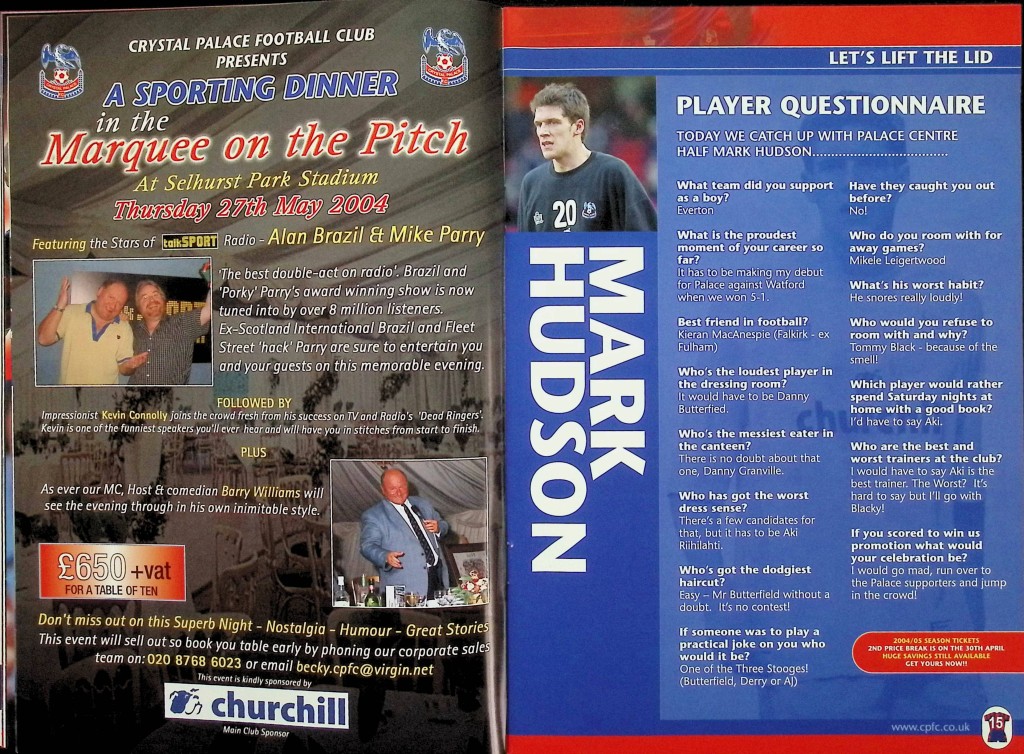 CRYSTAL PALACE FOOTBALL CLUB
PRESENTS
A SPORTING DINNER
in the
Marquee on the Pitch
At Selhurst Park Stadium
Thursday 27th May 2004
Featuring the Stars of talkSPORT Radio - Alan Brazil & Mike Parry
'The best double-act on radio'. Brazil and
'Porky' Parry's award winning show is now
tuned into by over 8 million listeners.
Ex-Scotland International Brazil and Fleet
Street 'hack' Parry are sure to entertain you
and your guests on this memorable evening.
FOLLOWED BY
Impressionist Kevin Connolly joins the crowd fresh from his success on TV and Radio's 'Dead Ringers'.
Kevin is one of the funniest speakers you'll ever hear and will have you in stitches from start to finish.
PLUS
As ever our MC, Host & comedian Barry Williams will
see the evening through in his own inimitable style.
£650 +vat
FOR A TABLE OF TEN
Don't miss out on this Superb Night - Nostalgia - Humour - Great Stories
This event will sell out so book you table early by phoning our corporate sales
team on: 020 8768 6023 or email becky.cpfc@virgin.net
This event is kindly sponsored by
churchill
Main Club Sponsor
LET'S LIFT THE LID
20
MARK
HUDSON
PLAYER QUESTIONNAIRE
TODAY WE CATCH UP WITH PALACE CENTRE
HALF MARK HUDSON...................................
What team did you support
as a boy?
Everton
What is the proudest
moment of your career so
far?
It has to be making my debut
for Palace against Watford
when we won 5-1.
Best friend in football?
Kieran MacAnespie (Falkirk - ex
Fulham)
Who's the loudest player in
the dressing room?
It would have to be Danny
Butterfied.
Who's the messiest eater in
the canteen?
There is no doubt about that
one, Danny Granville.
Who has got the worst
dress sense?
There's a few candidates for
that, but it has to be Aki
Riihilahti.
Who's got the dodgiest
haircut?
Easy – Mr Butterfield without a
doubt. It's no contest!
If someone was to play a
practical joke on you who
would it be?
One of the Three Stooges!
(Butterfield, Derry or AJ)
Have they caught you out
before?
No!
Who do you room with for
away games?
Mikele Leigertwood
What's his worst habit?
He snores really loudly!
Who would you refuse to
room with and why?
Tommy Black - because of the
smell!
Which player would rather
spend Saturday nights at
home with a good book?
I'd have to say Aki.
Who are the best and
worst trainers at the club?
I would have to say Aki is the
best trainer. The Worst? It's
hard to say but I'll go with
Blacky!
If you scored to win us
promotion what would
your celebration be?
I would go mad, run over to
the Palace supporters and jump
in the crowd!
2004/05 SEASON TICKETS
2ND PRICE BREAK IS ON THE 30TH APRIL
HUGE SAVINGS STILL AVAILABLE
GET YOURS NOW!!
www.cpfc.co.uk
15